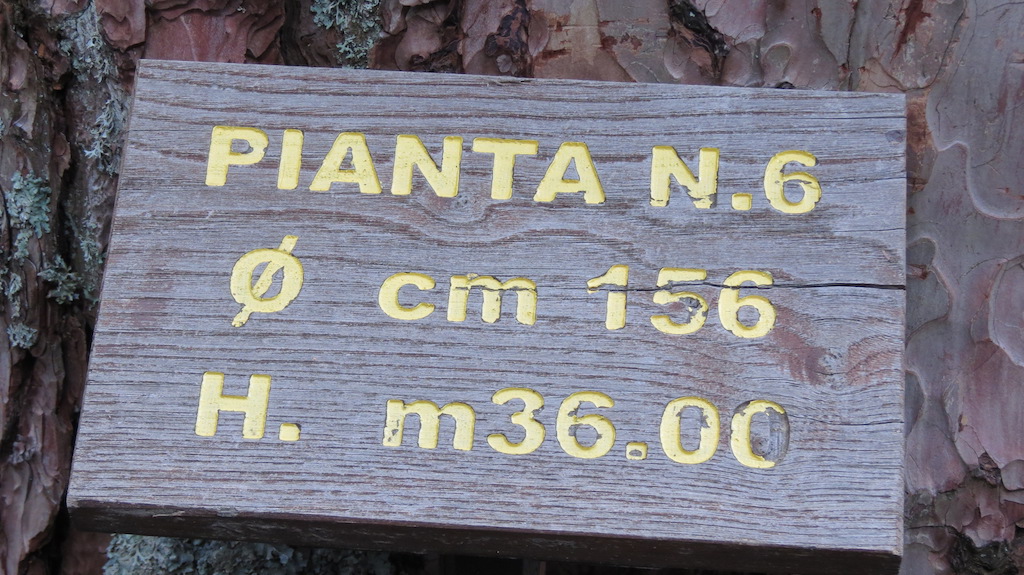 PIANTA N.6
Ø cm 156
H. m36.00